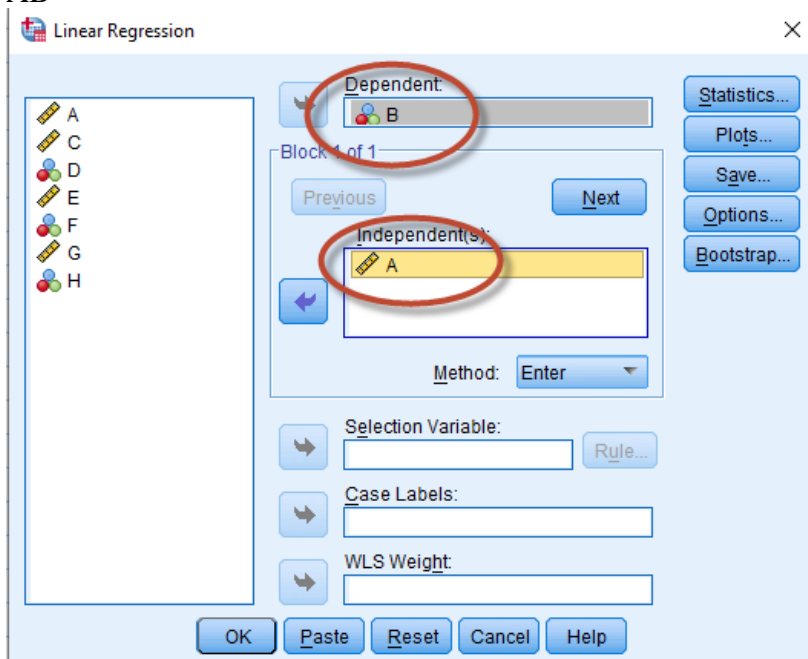 Linear Regression
A
C
D
E
F
G
H
Dependent:
B
Block 1 of 1
Previous
Next
Independent(s):
A
Method: Enter
Selection Variable:
Rule...
Case Labels:
WLS Weight:
Statistics...
Plots...
Save...
Options...
Bootstrap...
OK Paste Reset Cancel Help